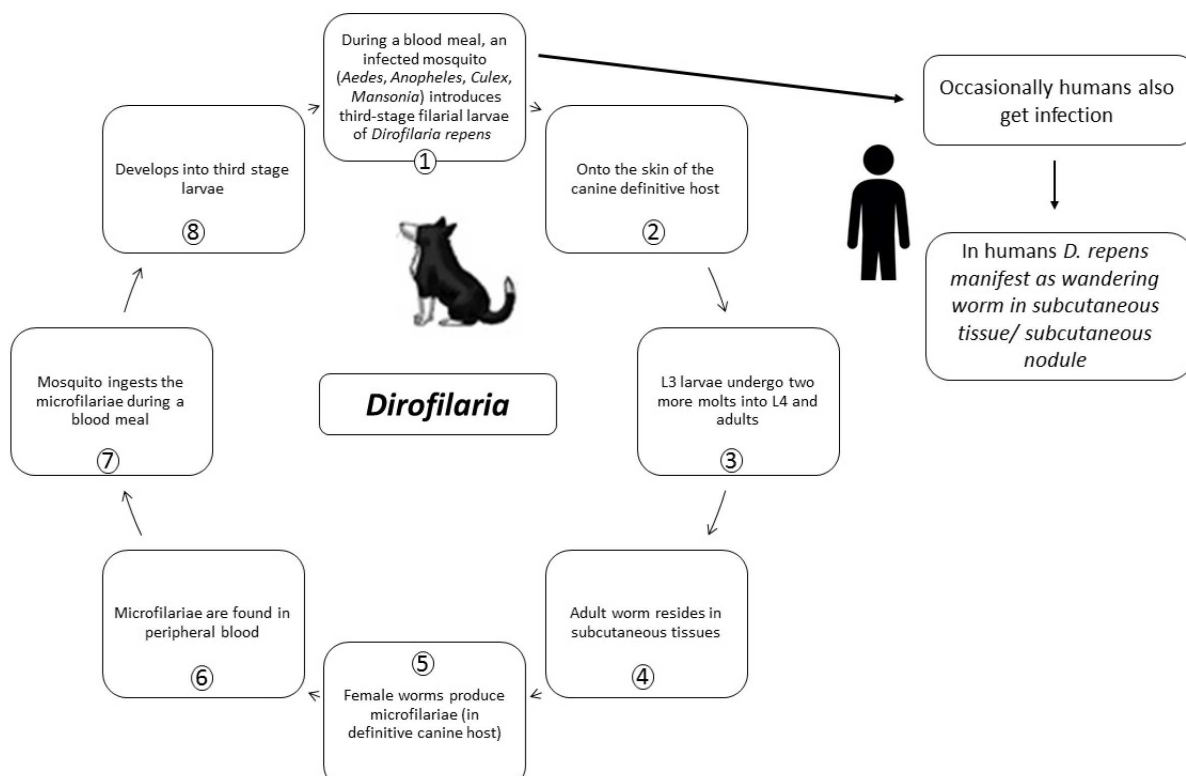 During a blood meal, an
infected mosquito
(Aedes, Anopheles, Culex,
Mansonia) introduces
third-stage filarial larvae
of Dirofilaria repens
①
Onto the skin of the
canine definitive host
②
L3 larvae undergo two
more molts into L4 and
adults
③
Adult worm resides in
subcutaneous tissues
④
⑤
Female worms produce
microfilariae (in
definitive canine host)
Microfilariae are found in
peripheral blood
⑥
Mosquito ingests the
microfilariae during a
blood meal
⑦
Develops into third stage
larvae
⑧
Dirofilaria
Occasionally humans also
get infection
In humans D. repens
manifest as wandering
worm in subcutaneous
tissue/ subcutaneous
nodule